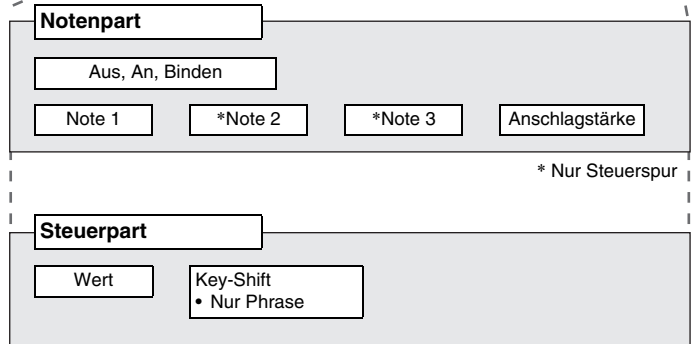 Notenpart
Aus, An, Binden
Note 1 *Note 2 *Note 3 Anschlagstärke
* Nur Steuerspur
Steuerpart
Wert Key-Shift
• Nur Phrase